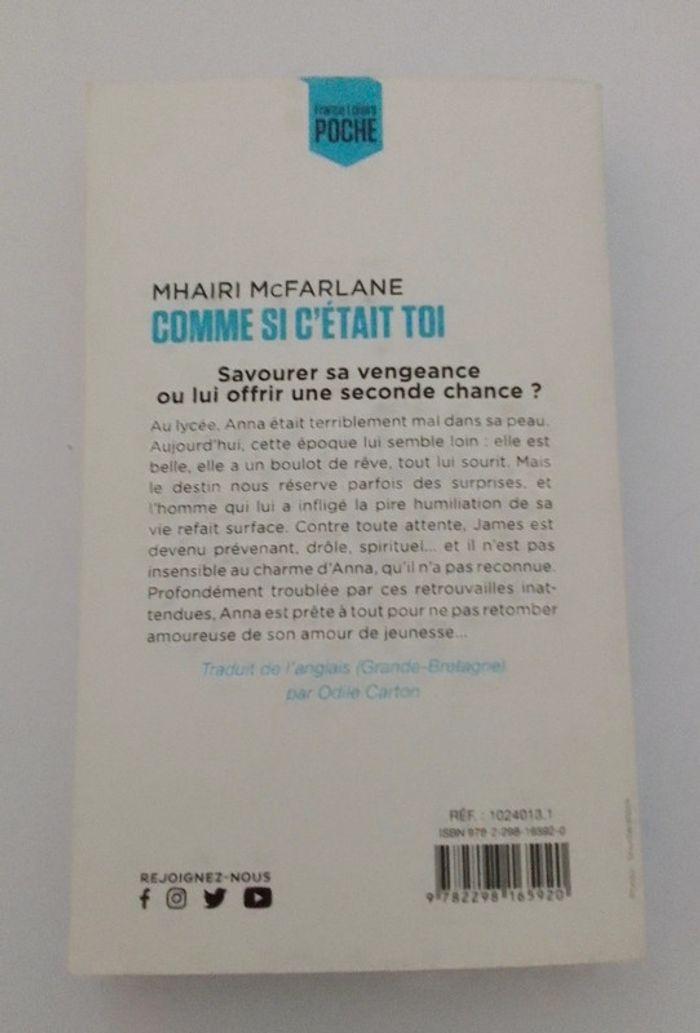 FRANCE LOISIRS
POCHE
MHAIRI McFARLANE
COMME SI C'ÉTAIT TOI
Savourer sa vengeance
ou lui offrir une seconde chance ?
Au lycée, Anna était terriblement mal dans sa peau.
Aujourd'hui, cette époque lui semble loin : elle est
belle, elle a un boulot de rêve, tout lui sourit. Mais
le destin nous réserve parfois des surprises, et
l'homme qui lui a infligé la pire humiliation de sa
vie refait surface. Contre toute attente, James est
devenu prévenant, drôle, spirituel... et il n'est pas
insensible au charme d'Anna, qu'il n'a pas reconnue.
Profondément troublée par ces retrouvailles inat-
tendues, Anna est prête à tout pour ne pas retomber
amoureuse de son amour de jeunesse...
Traduit de l'anglais (Grande-Bretagne)
par Odile Carton
RÉF. : 1024013.1
ISBN 978-2-298-16592-0
REJOIGNEZ-NOUS
9 782298 165920